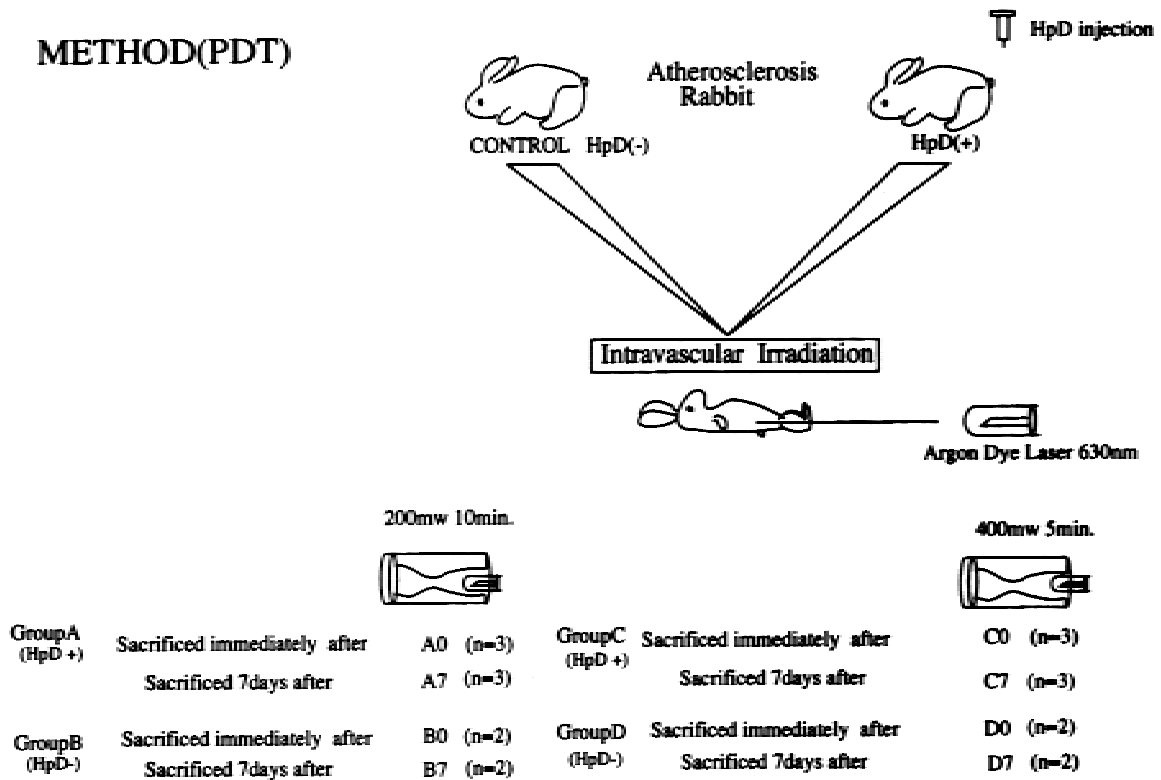 METHOD(PDT)
HpD injection
Atherosclerosis
Rabbit
CONTROL HpD(-)
HpD(+)
Intravascular Irradiation
Argon Dye Laser 630nm
200mw 10min.
400mw 5min.
GroupA
(HpD +)
Sacrificed immediately after A0 (n=3)
Sacrificed 7days after A7 (n=3)
GroupB
(HpD-)
Sacrificed immediately after B0 (n=2)
Sacrificed 7days after B7 (n=2)
GroupC
(HpD +)
Sacrificed immediately after C0 (n=3)
Sacrificed 7days after C7 (n=3)
GroupD
(HpD-)
Sacrificed immediately after D0 (n=2)
Sacrificed 7days after D7 (n=2)